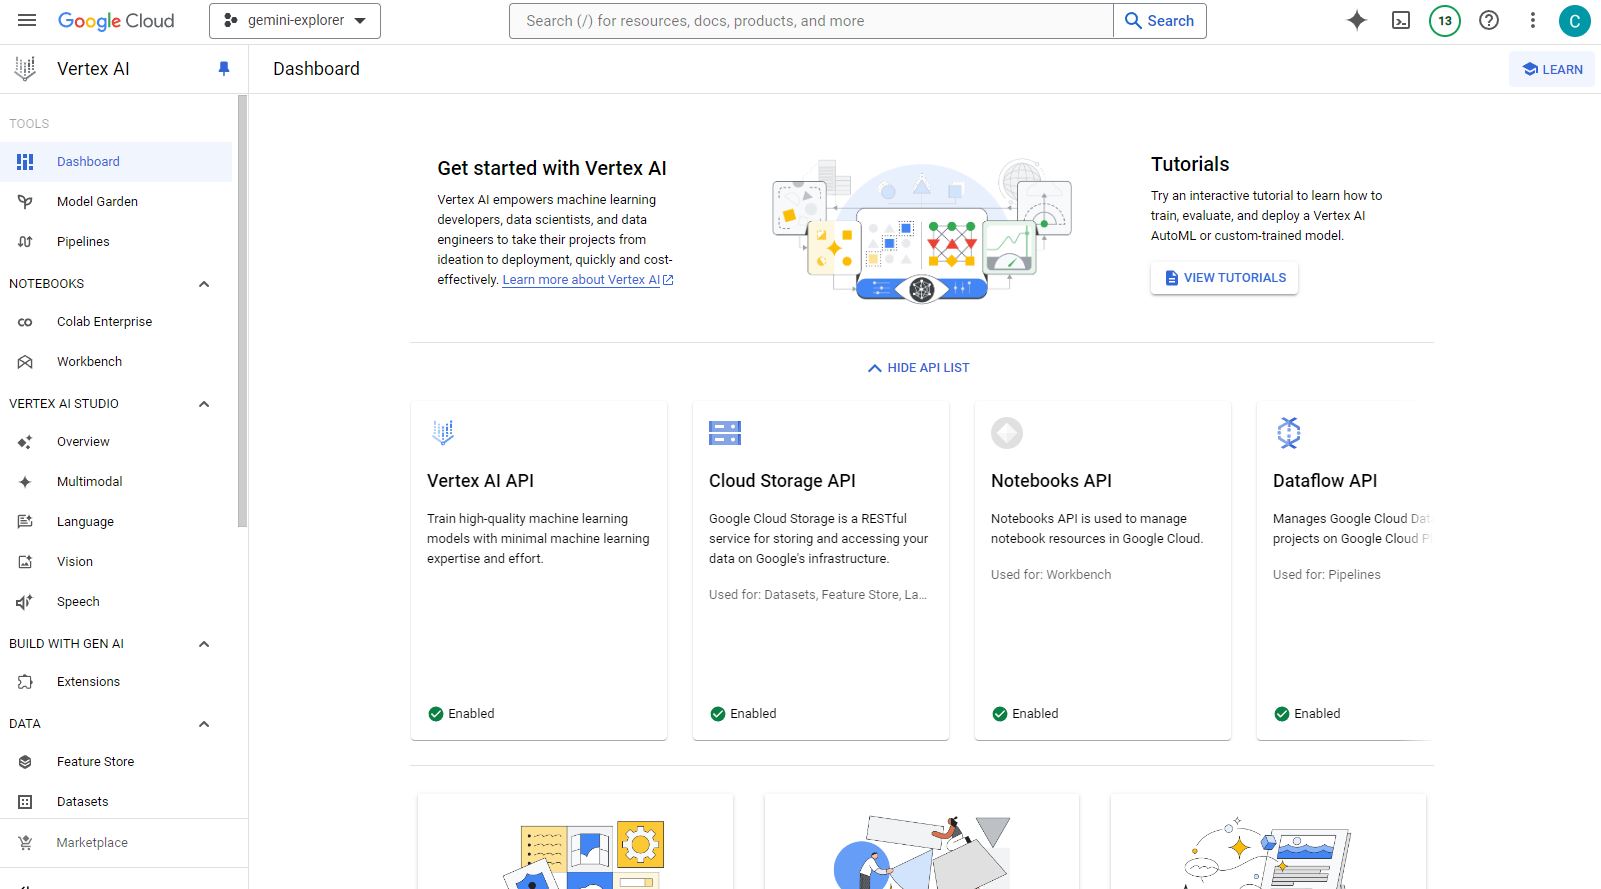 Google Cloud
gemini-explorer
Search (/) for resources, docs, products, and more
Search
13
C
Vertex AI
Dashboard
LEARN
TOOLS
Dashboard
Model Garden
Pipelines
NOTEBOOKS
Colab Enterprise
Workbench
VERTEX AI STUDIO
Overview
Multimodal
Language
Vision
Speech
BUILD WITH GEN AI
Extensions
DATA
Feature Store
Datasets
Marketplace
Get started with Vertex AI
Vertex AI empowers machine learning
developers, data scientists, and data
engineers to take their projects from
ideation to deployment, quickly and cost-
effectively. Learn more about Vertex AI
Tutorials
Try an interactive tutorial to learn how to
train, evaluate, and deploy a Vertex AI
AutoML or custom-trained model.
VIEW TUTORIALS
HIDE API LIST
Vertex AI API
Train high-quality machine learning
models with minimal machine learning
expertise and effort.
Enabled
Cloud Storage API
Google Cloud Storage is a RESTful
service for storing and accessing your
data on Google's infrastructure.
Used for: Datasets, Feature Store, La...
Enabled
Notebooks API
Notebooks API is used to manage
notebook resources in Google Cloud.
Used for: Workbench
Enabled
Dataflow API
Manages Google Cloud Dat
projects on Google Cloud P
Used for: Pipelines
Enabled